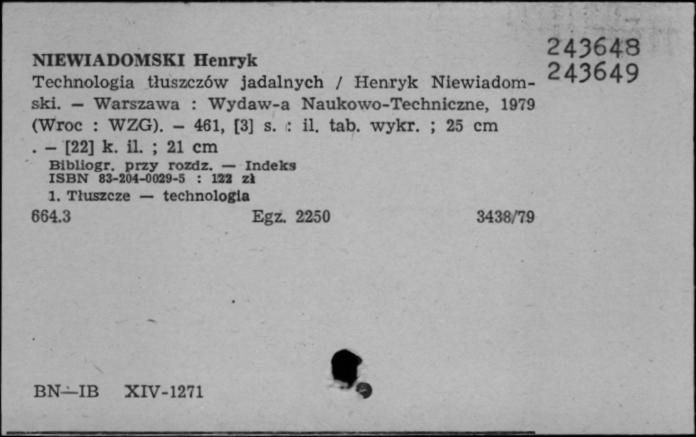 243648
243649
NIEWIADOMSKI Henryk
Technologia tłuszczów jadalnych / Henryk Niewiadom-
ski. — Warszawa : Wydaw-a Naukowo-Techniczne, 1979
(Wroc : WZG). — 461, [3] s. : il. tab. wykr. ; 25 cm
. — [22] k. il. ; 21 cm
Bibliogr. przy rozdz. — Indeks
ISBN 83-204-0029-5 : 122 zł
1. Tłuszcze — technologia
664.3 Egz. 2250 3438/79
BN—IB XIV-1271